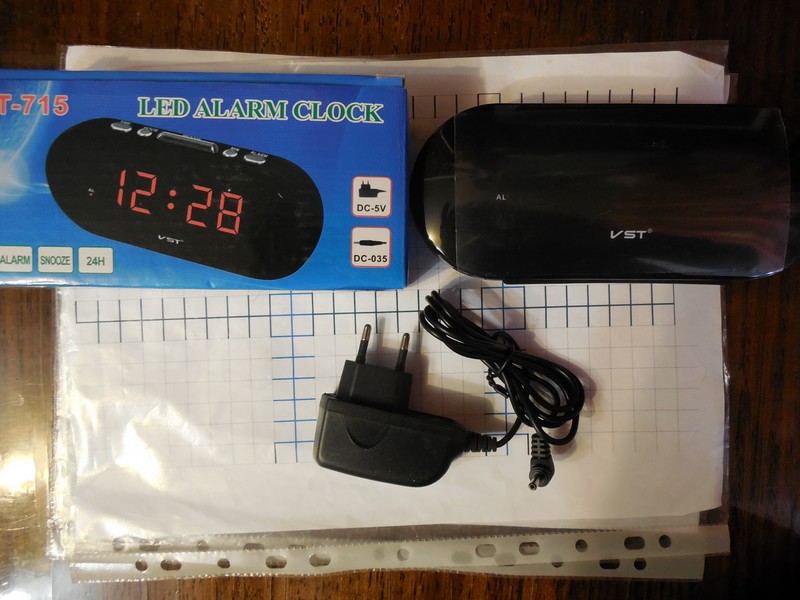 T-715
LED ALARM CLOCK
12:28
VST
DC-5V
DC-035
ALARM
SNOOZE
24H
AL
VST®